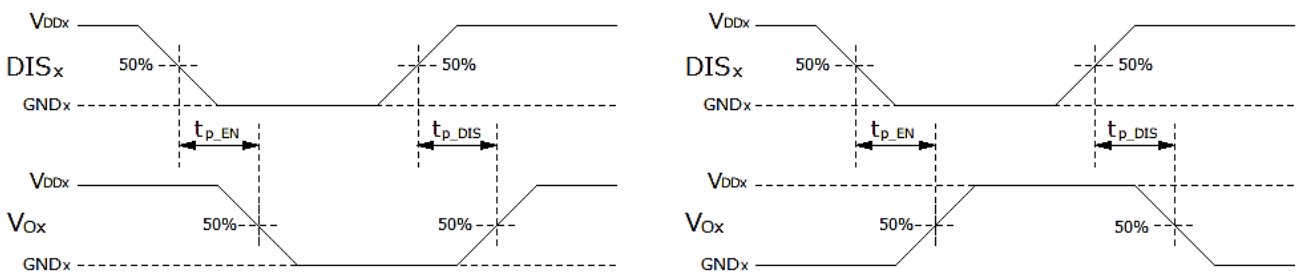 VDDx
DISx
50%
50%
GNDx
tp_EN
tp_DIS
VDDx
VOx
50%
50%
GNDx
VDDx
DISx
50%
50%
GNDx
tp_EN
tp_DIS
VDDx
VOx
50%
50%
GNDx